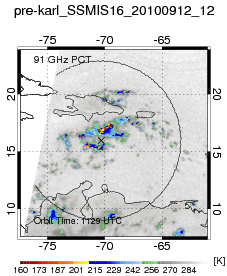 pre-karl_SSMIS16_20100912_12
-75 -70 -65
91 GHz PCT
20 20
15 15
10 10
Orbit Time: 1129 UTC
-75 -70 -65
[K]
160 173 187 201 215 229 242 256 270 284